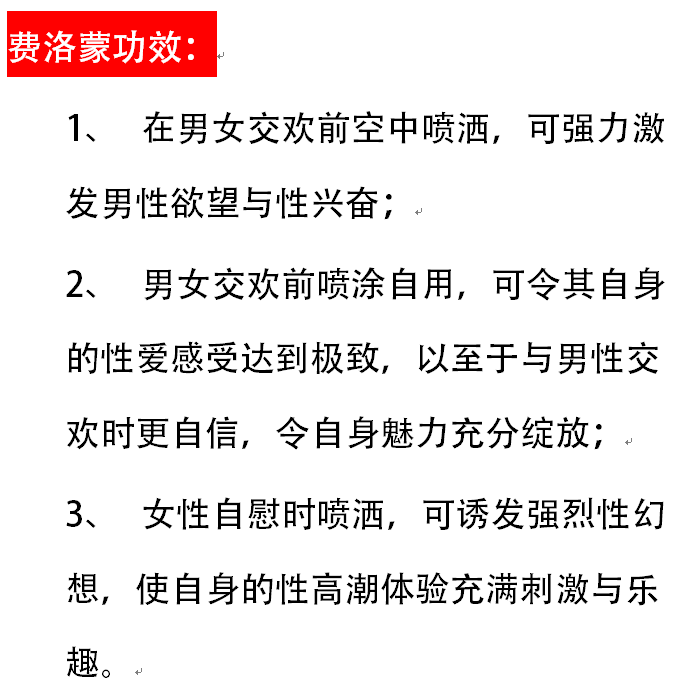 费洛蒙功效：
1、 在男女交欢前空中喷洒，可强力激
发男性欲望与性兴奋；
2、 男女交欢前喷涂自用，可令其自身
的性爱感受达到极致，以至于与男性交
欢时更自信，令自身魅力充分绽放；
3、 女性自慰时喷洒，可诱发强烈性幻
想，使自身的性高潮体验充满刺激与乐
趣。